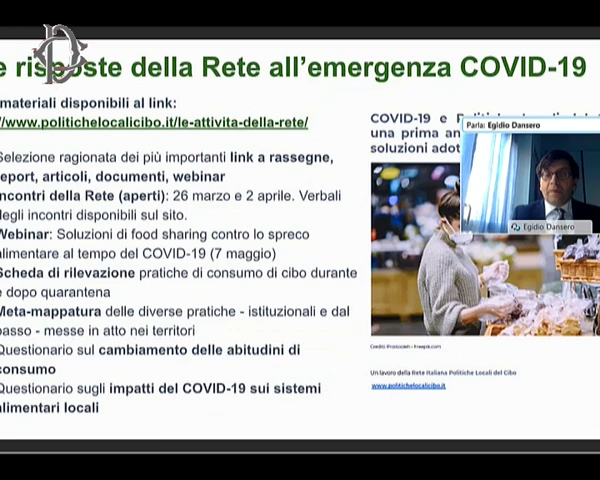 e risposte della Rete all'emergenza COVID-19
materiali disponibili al link:
//www.politichelocalicibo.it/le-attivita-della-rete/
Selezione ragionata dei più importanti link a rassegne,
eport, articoli, documenti, webinar
ncontri della Rete (aperti): 26 marzo e 2 aprile. Verbali
degli incontri disponibili sul sito.
Webinar: Soluzioni di food sharing contro lo spreco
alimentare al tempo del COVID-19 (7 maggio)
Scheda di rilevazione pratiche di consumo di cibo durante
e dopo quarantena
Meta-mappatura delle diverse pratiche - istituzionali e dal
basso - messe in atto nei territori
Questionario sul cambiamento delle abitudini di
consumo
Questionario sugli impatti del COVID-19 sui sistemi
alimentari locali
COVID-19 e
una prima an
soluzioni adot
Parla: Egidio Dansero
Egidio Dansero
Un lavoro della Rete Italiana Politiche Locali del Cibo
www.politichelocalicibo.it